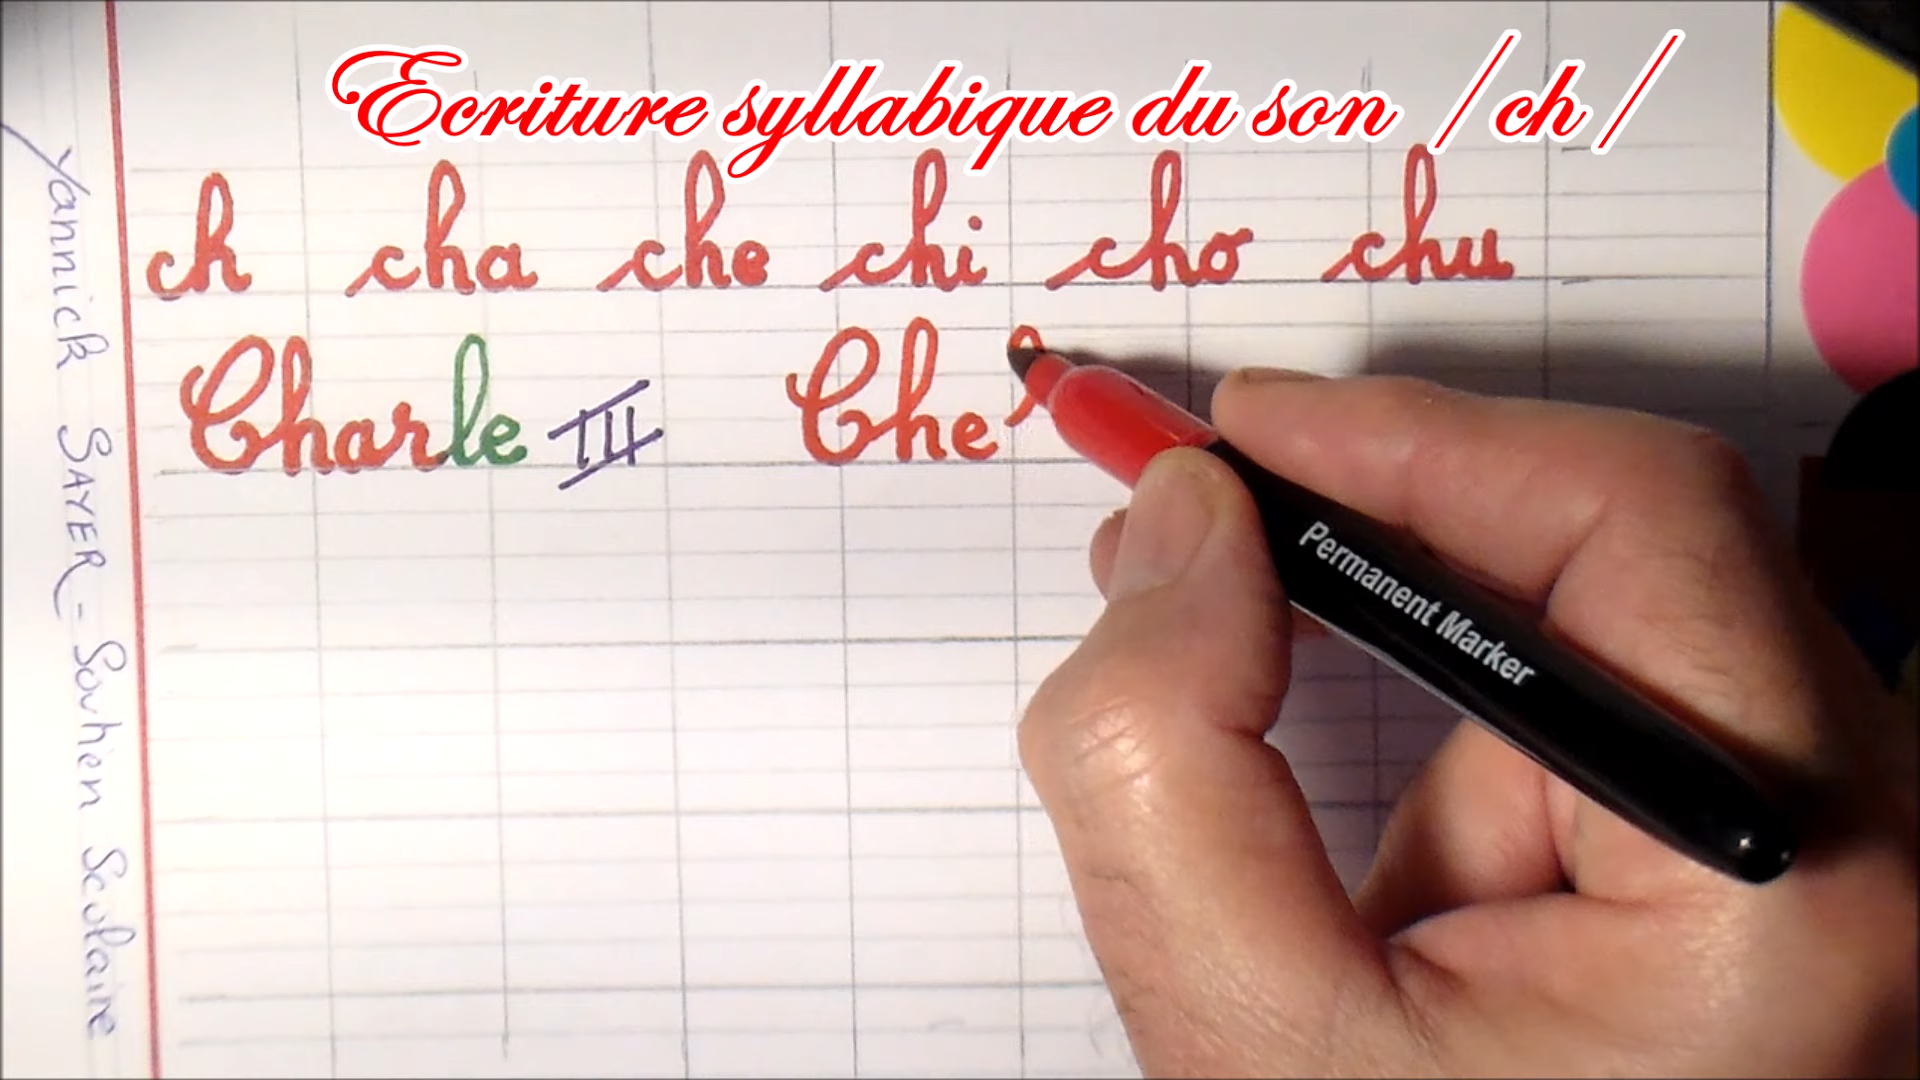 Ecriture syllabique du son /ch/
ch cha che chi cho chu
Charle III Che
Permanent Marker
Yannick SAYER - Soutien Scolaire